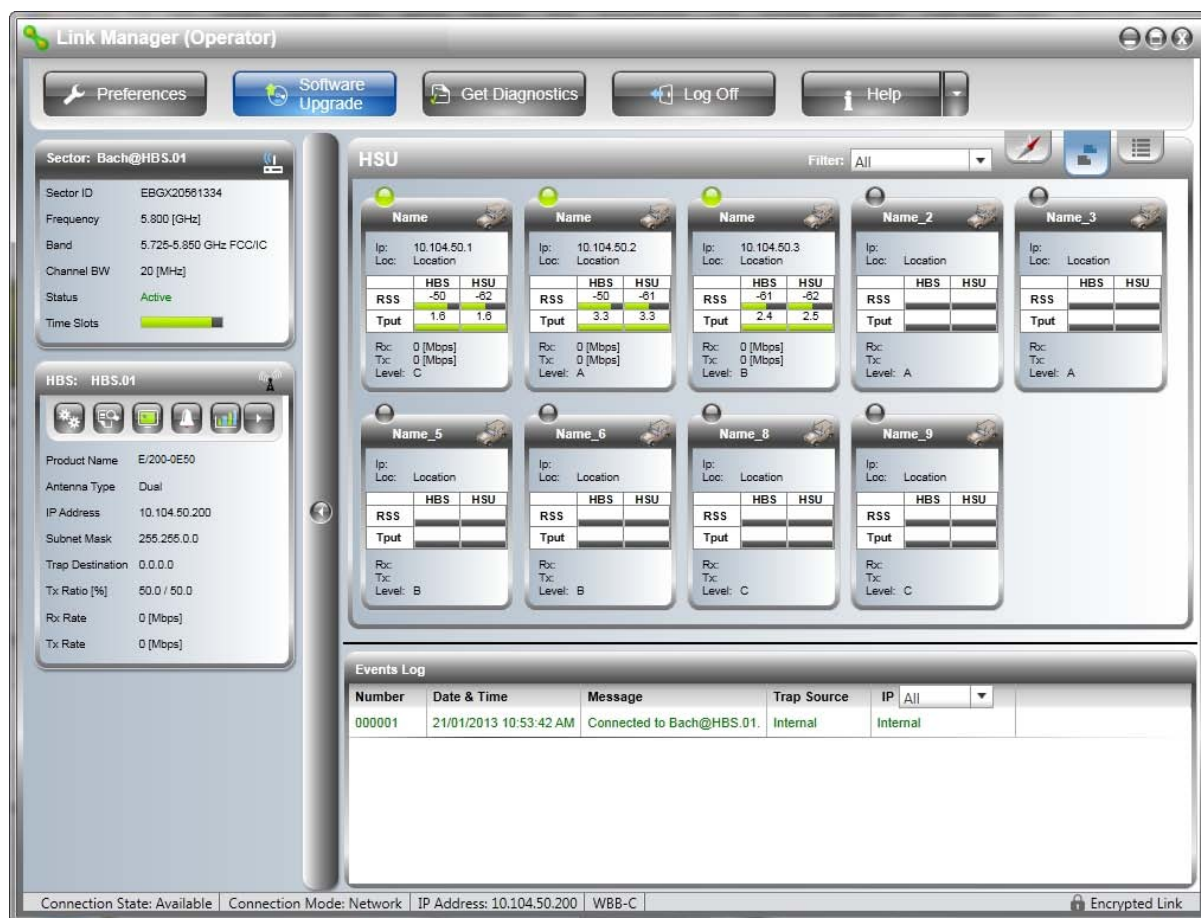 Link Manager (Operator)
Preferences
Software Upgrade
Get Diagnostics
Log Off
Help
Sector: Bach@HBS.01
Sector ID EBGX20561334
Frequency 5.800 [GHz]
Band 5.725-5.850 GHz FCC/IC
Channel BW 20 [MHz]
Status Active
Time Slots
HBS: HBS.01
Product Name E/200-0E50
Antenna Type Dual
IP Address 10.104.50.200
Subnet Mask 255.255.0.0
Trap Destination 0.0.0.0
Tx Ratio [%] 50.0 / 50.0
Rx Rate 0 [Mbps]
Tx Rate 0 [Mbps]
HSU
Filter: All
Name
Ip: 10.104.50.1
Loc: Location
HBS HSU
RSS -50 -62
Tput 1.6 1.6
Rx: 0 [Mbps]
Tx: 0 [Mbps]
Level: C
Name
Ip: 10.104.50.2
Loc: Location
HBS HSU
RSS -50 -61
Tput 3.3 3.3
Rx: 0 [Mbps]
Tx: 0 [Mbps]
Level: A
Name
Ip: 10.104.50.3
Loc: Location
HBS HSU
RSS -61 -62
Tput 2.4 2.5
Rx: 0 [Mbps]
Tx: 0 [Mbps]
Level: B
Name_2
Ip:
Loc: Location
HBS HSU
RSS
Tput
Rx:
Tx:
Level: A
Name_3
Ip:
Loc: Location
HBS HSU
RSS
Tput
Rx:
Tx:
Level: A
Name_5
Ip:
Loc: Location
HBS HSU
RSS
Tput
Rx:
Tx:
Level: B
Name_6
Ip:
Loc: Location
HBS HSU
RSS
Tput
Rx:
Tx:
Level: B
Name_8
Ip:
Loc: Location
HBS HSU
RSS
Tput
Rx:
Tx:
Level: C
Name_9
Ip:
Loc: Location
HBS HSU
RSS
Tput
Rx:
Tx:
Level: C
Events Log
Number Date & Time Message Trap Source IP All
000001 21/01/2013 10:53:42 AM Connected to Bach@HBS.01. Internal Internal
Connection State: Available Connection Mode: Network IP Address: 10.104.50.200 WBB-C Encrypted Link